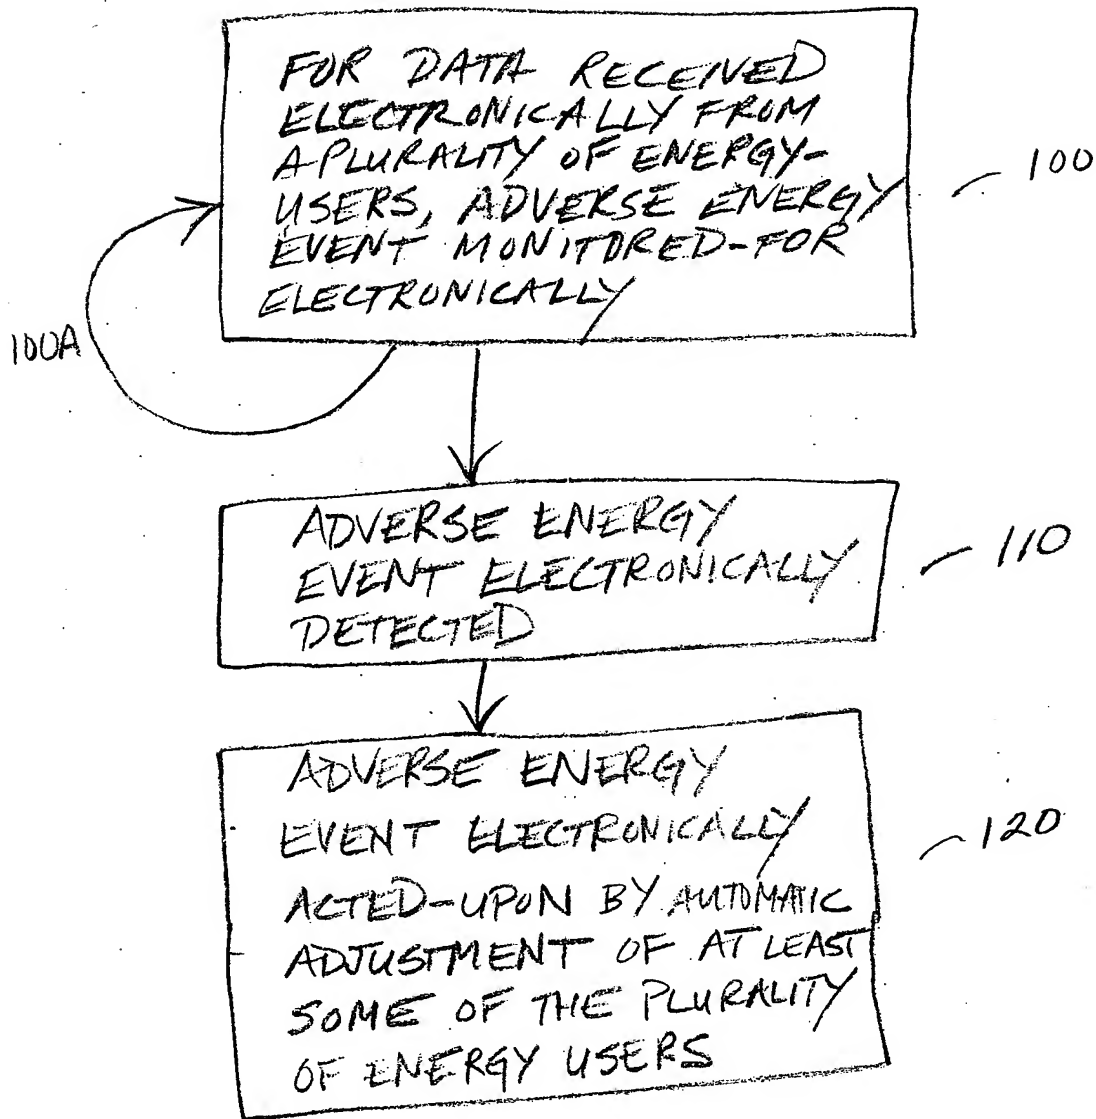 FOR DATA RECEIVED
ELECTRONICALLY FROM
A PLURALITY OF ENERGY-
USERS, ADVERSE ENERGY
EVENT MONITORED-FOR
ELECTRONICALLY
100
100A
ADVERSE ENERGY
EVENT ELECTRONICALLY
DETECTED
110
ADVERSE ENERGY
EVENT ELECTRONICALLY
ACTED-UPON BY AUTOMATIC
ADJUSTMENT OF AT LEAST
SOME OF THE PLURALITY
OF ENERGY USERS
120